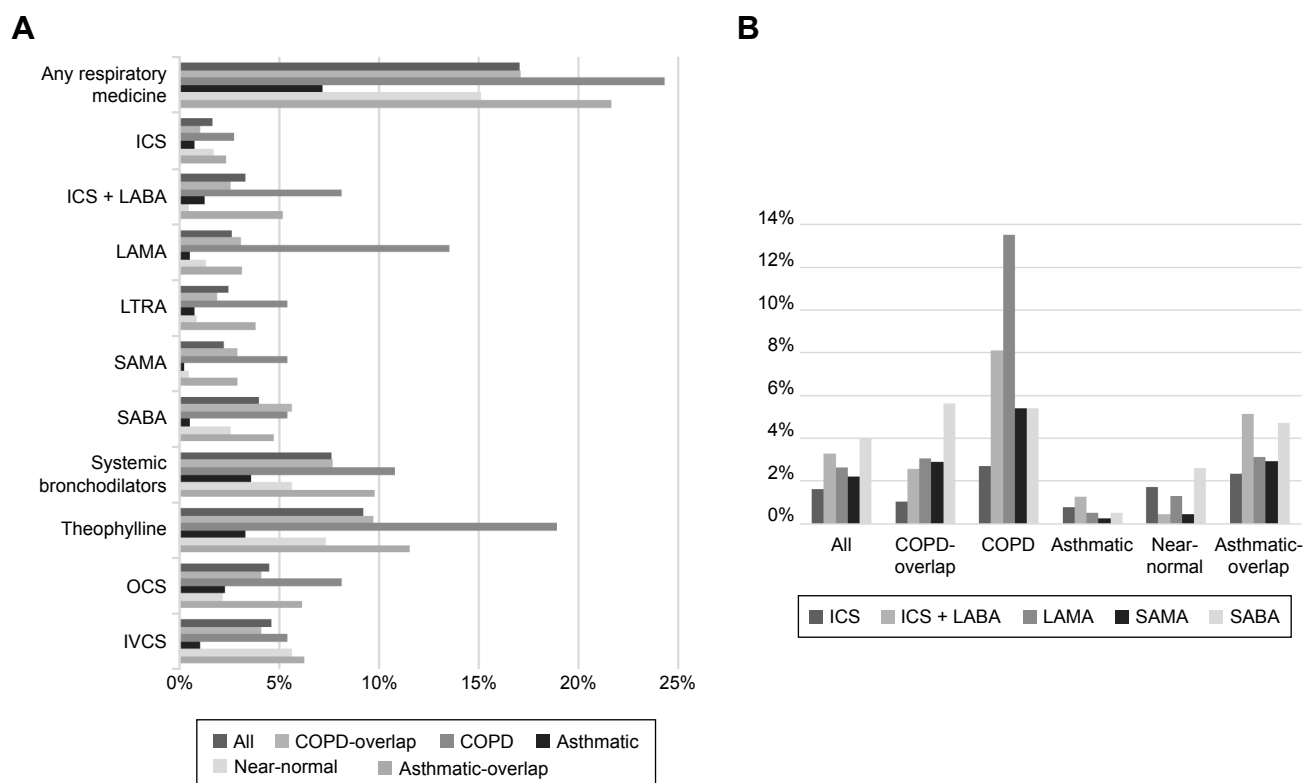 A
Any respiratory
medicine
ICS
ICS + LABA
LAMA
LTRA
SAMA
SABA
Systemic
bronchodilators
Theophylline
OCS
IVCS
0% 5% 10% 15% 20% 25%
All COPD-overlap COPD Asthmatic
Near-normal Asthmatic-overlap
B
14%
12%
10%
8%
6%
4%
2%
0%
All COPD- COPD Asthmatic Near- Asthmatic-
overlap normal overlap
ICS ICS + LABA LAMA SAMA SABA